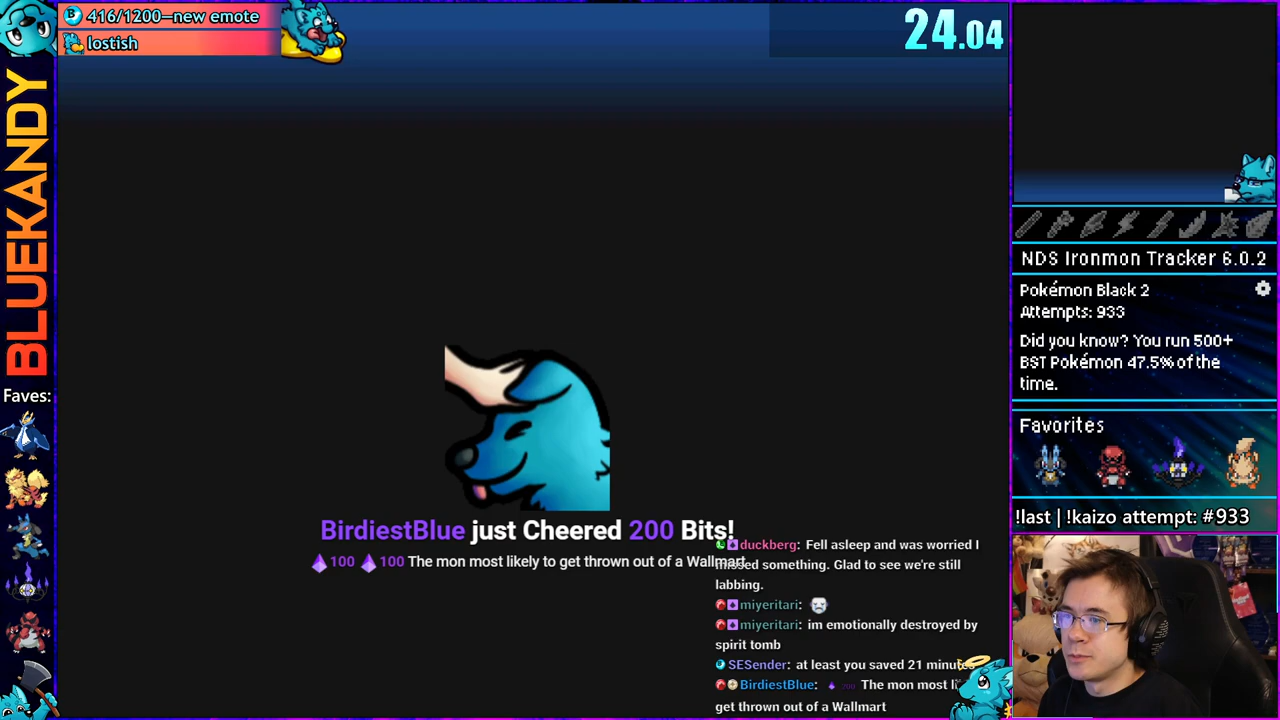 416/1200—new emote
lostish
24.04
BLUEKANDY
Faves:
NDS Ironmon Tracker 6.0.2
Pokémon Black 2
Attempts: 933
Did you know? You run 500+
BST Pokémon 47.5% of the
time.
Favorites
!last | !kaizo attempt: #933
BirdiestBlue just Cheered 200 Bits!
100 100 The mon most likely to get thrown out of a Wallmart
duckberg: Fell asleep and was worried I
missed something. Glad to see we're still
labbing.
miyeritari:
miyeritari: im emotionally destroyed by
spirit tomb
SESender: at least you saved 21 minutes
BirdiestBlue: 200 The mon most
get thrown out of a Wallmart